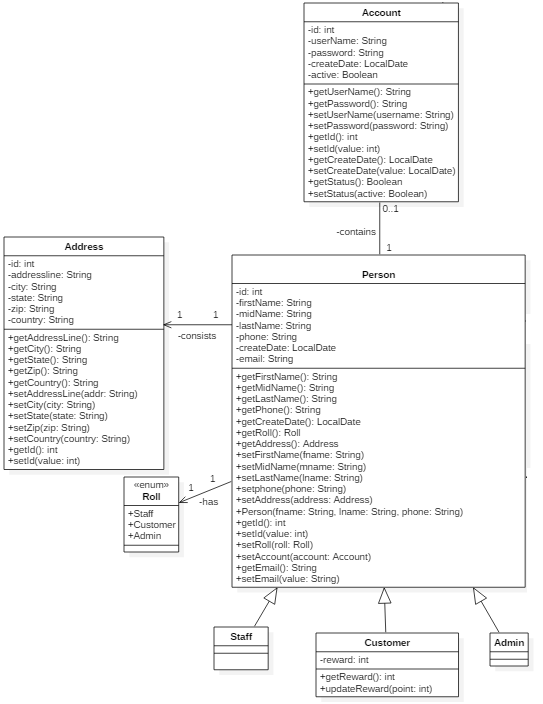 Account
-id: int
-userName: String
-password: String
-createDate: LocalDate
-active: Boolean
+getUserName(): String
+getPassword(): String
+setUserName(username: String)
+setPassword(password: String)
+getId(): int
+setId(value: int)
+getCreateDate(): LocalDate
+setCreateDate(value: LocalDate)
+getStatus(): Boolean
+setStatus(active: Boolean)
0..1
-contains
1
Address
-id: int
-addressline: String
-city: String
-state: String
-zip: String
-country: String
+getAddressLine(): String
+getCity(): String
+getState(): String
+getZip(): String
+getCountry(): String
+setAddressLine(addr: String)
+setCity(city: String)
+setState(state: String)
+setZip(zip: String)
+setCountry(country: String)
+getId(): int
+setId(value: int)
1 1
-consists
Person
-id: int
-firstName: String
-midName: String
-lastName: String
-phone: String
-createDate: LocalDate
-email: String
+getFirstName(): String
+getMidName(): String
+getLastName(): String
+getPhone(): String
+getCreateDate(): LocalDate
+getRoll(): Roll
+getAddress(): Address
+setFirstName(fname: String)
+setMidName(mname: String)
+setLastName(lname: String)
+setphone(phone: String)
+setAddress(address: Address)
+Person(fname: String, lname: String, phone: String)
+getId(): int
+setId(value: int)
+setRoll(roll: Roll)
+setAccount(account: Account)
+getEmail(): String
+setEmail(value: String)
1 1
-has
«enum»
Roll
+Staff
+Customer
+Admin
Staff
Customer
-reward: int
+getReward(): int
+updateReward(point: int)
Admin